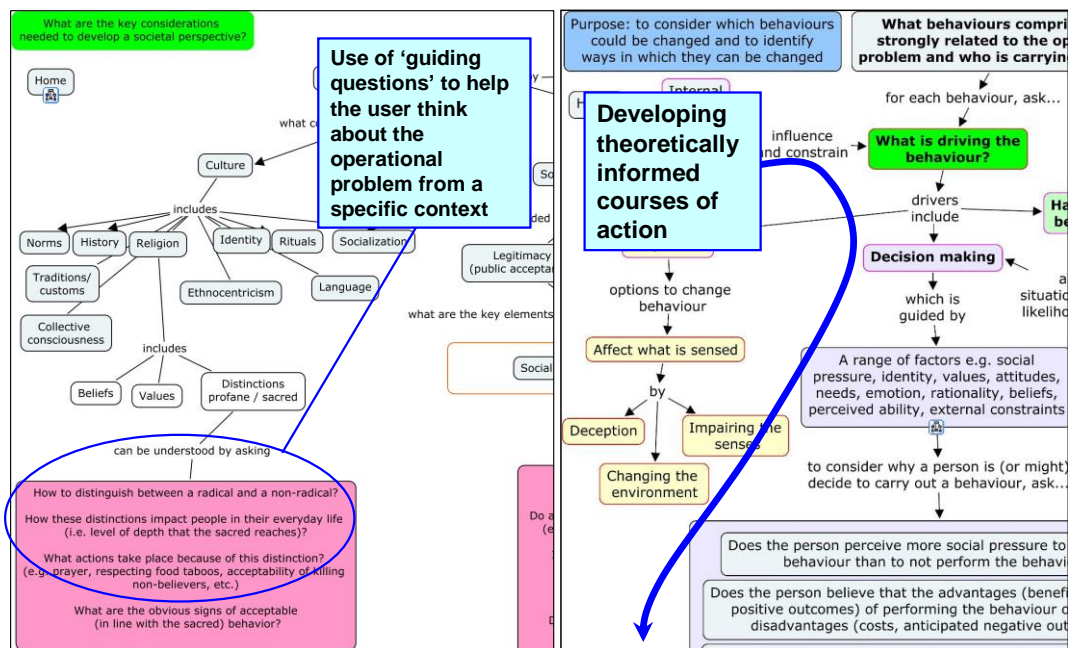 What are the key considerations
needed to develop a societal perspective?
Home
Use of ‘guiding
questions’ to help
the user think
about the
operational
problem from a
specific context
what
Culture
includes
Norms
History
Religion
Identity
Rituals
Socialization
Traditions/
customs
Ethnocentricism
Language
Collective
consciousness
includes
Beliefs
Values
Distinctions
profane / sacred
can be understood by asking
Legitimacy
(public
what are the key elements
Social
How to distinguish between a radical and a non-radical?
How these distinctions impact people in their everyday life
(i.e. level of depth that the sacred reaches)?
What actions take place because of this distinction?
(e.g. prayer, respecting food taboos, acceptability of killing
non-believers, etc.)
What are the obvious signs of acceptable
(in line with the sacred) behavior?
Purpose: to consider which behaviours
could be changed and to identify
ways in which they can be changed
What behaviours
strongly related to the
problem and who is
for each behaviour, ask...
Internal
Developing
theoretically
informed
courses of
action
influence
and constrain
What is driving the
behaviour?
drivers
include
Decision making
which is
guided by
options to change
behaviour
Affect what is sensed
by
Deception
Impairing the
senses
Changing the
environment
A range of factors e.g. social
pressure, identity, values, attitudes,
needs, emotion, rationality, beliefs,
perceived ability, external constraints
to consider why a person is (or might)
decide to carry out a behaviour, ask...
Does the person perceive more social pressure to
behaviour than to not perform the
Does the person believe that the advantages
positive outcomes) of performing the behaviour
disadvantages (costs, anticipated negative